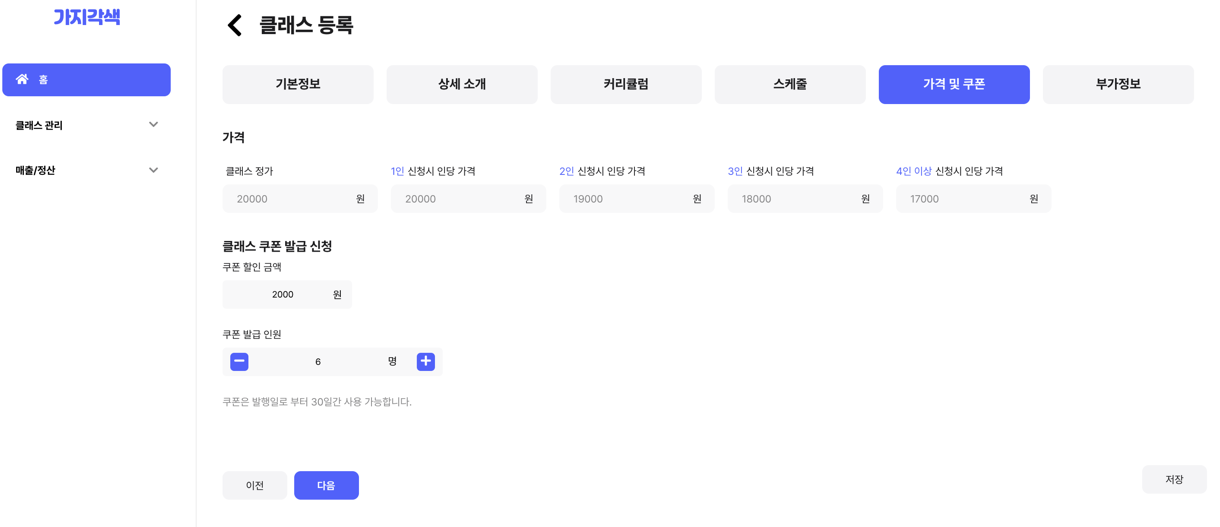 가지각색
클래스 등록
홈
클래스 관리
매출/정산
기본정보
상세 소개
커리큘럼
스케줄
가격 및 쿠폰
부가정보
가격
클래스 정가
1인 신청시 인당 가격
2인 신청시 인당 가격
3인 신청시 인당 가격
4인 이상 신청시 인당 가격
20000 원
20000 원
19000 원
18000 원
17000 원
클래스 쿠폰 발급 신청
쿠폰 할인 금액
2000 원
쿠폰 발급 인원
6 명
쿠폰은 발행일로 부터 30일간 사용 가능합니다.
이전
다음
저장